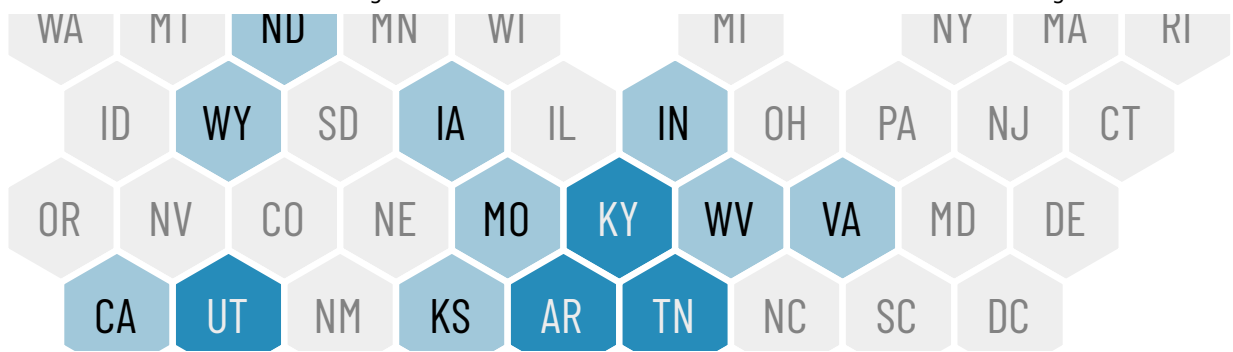 WA MT ND MN WI MI NY MA RI
ID WY SD IA IL IN OH PA NJ CT
OR NV CO NE MO KY WV VA MD DE
CA UT NM KS AR TN NC SC DC